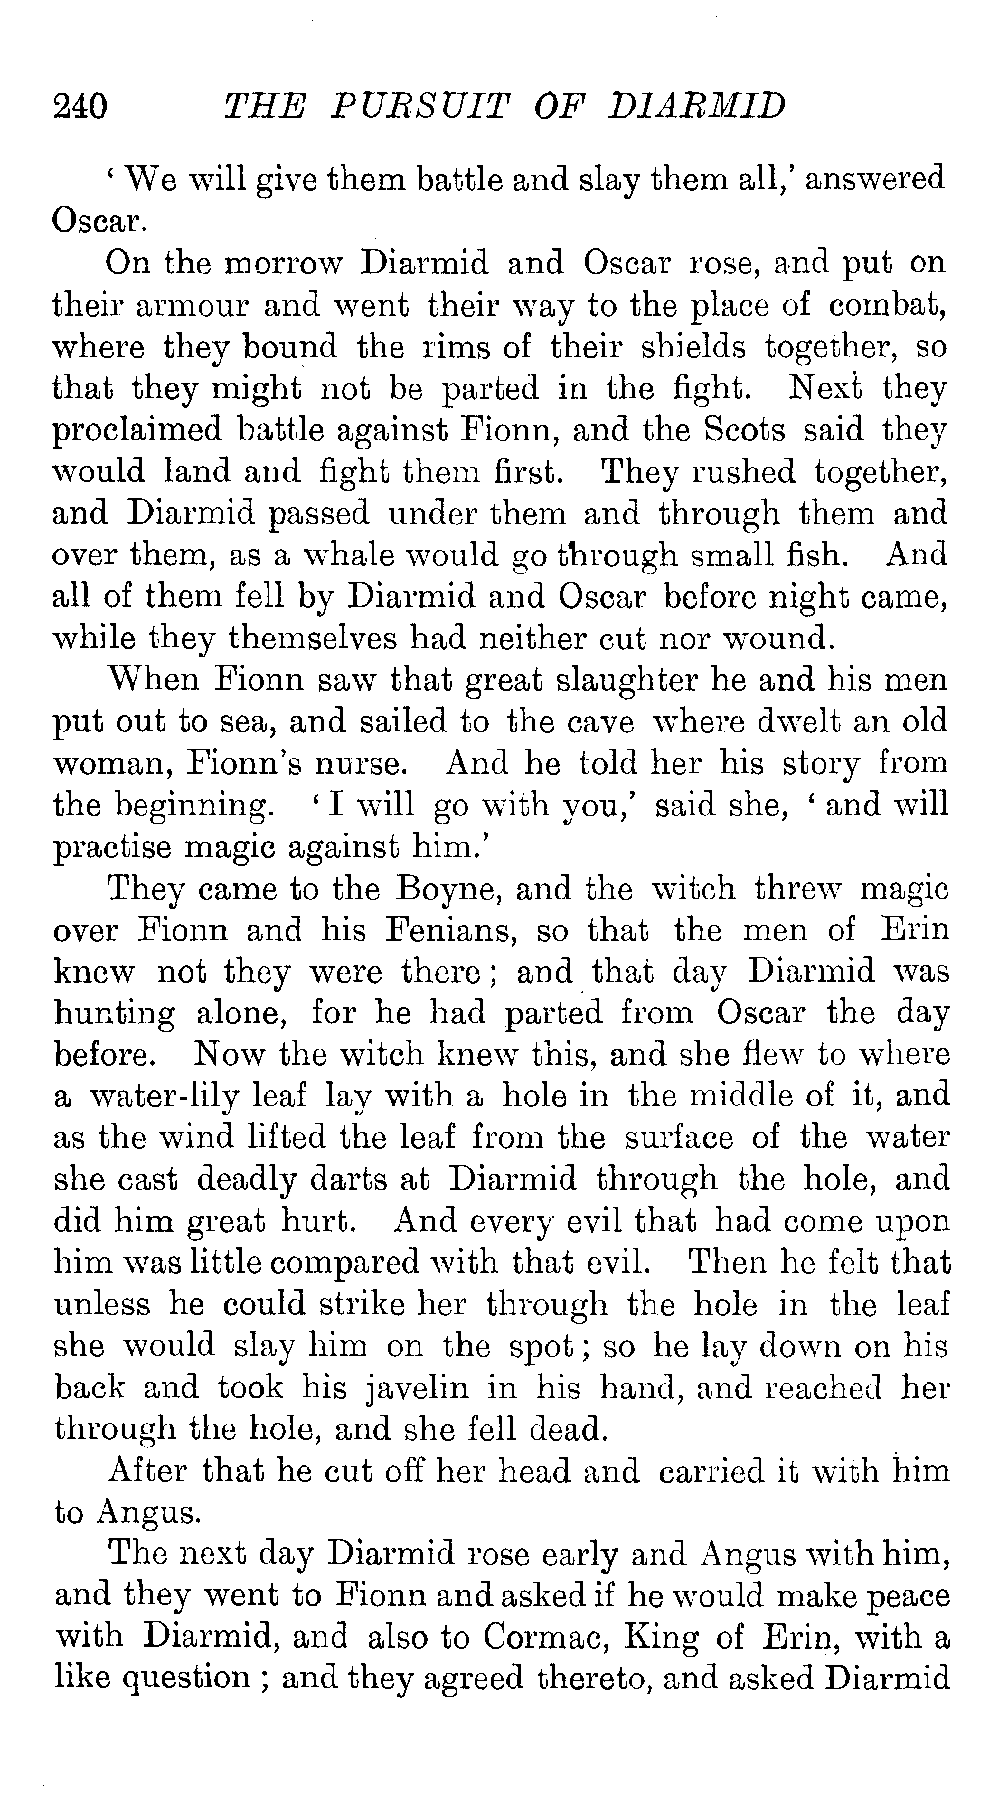 240 THE PURSUIT OF DIARMID
‘ We will give them battle and slay them all,’ answered
Oscar.
On the morrow Diarmid and Oscar rose, and put on
their armour and went their way to the place of combat,
where they bound the rims of their shields together, so
that they might not be parted in the fight. Next they
proclaimed battle against Fionn, and the Scots said they
would land and fight them first. They rushed together,
and Diarmid passed under them and through them and
over them, as a whale would go through small fish. And
all of them fell by Diarmid and Oscar before night came,
while they themselves had neither cut nor wound.
When Fionn saw that great slaughter he and his men
put out to sea, and sailed to the cave where dwelt an old
woman, Fionn’s nurse. And he told her his story from
the beginning. ‘ I will go with you,’ said she, ‘ and will
practise magic against him.’
They came to the Boyne, and the witch threw magic
over Fionn and his Fenians, so that the men of Erin
knew not they were there ; and that day Diarmid was
hunting alone, for he had parted from Oscar the day
before. Now the witch knew this, and she flew to where
a water-lily leaf lay with a hole in the middle of it, and
as the wind lifted the leaf from the surface of the water
she cast deadly darts at Diarmid through the hole, and
did him great hurt. And every evil that had come upon
him was little compared with that evil. Then he felt that
unless he could strike her through the hole in the leaf
she would slay him on the spot ; so he lay down on his
back and took his javelin in his hand, and reached her
through the hole, and she fell dead.
After that he cut off her head and carried it with him
to Angus.
The next day Diarmid rose early and Angus with him,
and they went to Fionn and asked if he would make peace
with Diarmid, and also to Cormac, King of Erin, with a
like question ; and they agreed thereto, and asked Diarmid